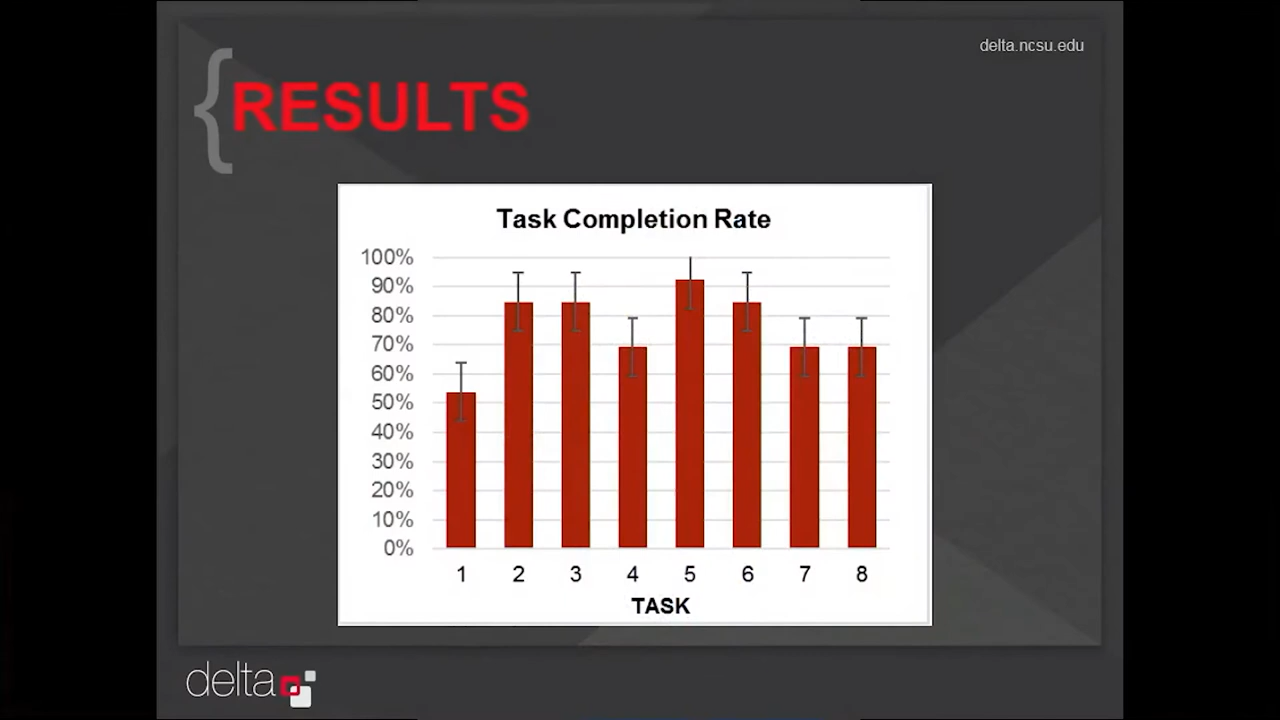 delta.ncsu.edu
{RESULTS
Task Completion Rate
100%
90%
80%
70%
60%
50%
40%
30%
20%
10%
0%
1 2 3 4 5 6 7 8
TASK
delta